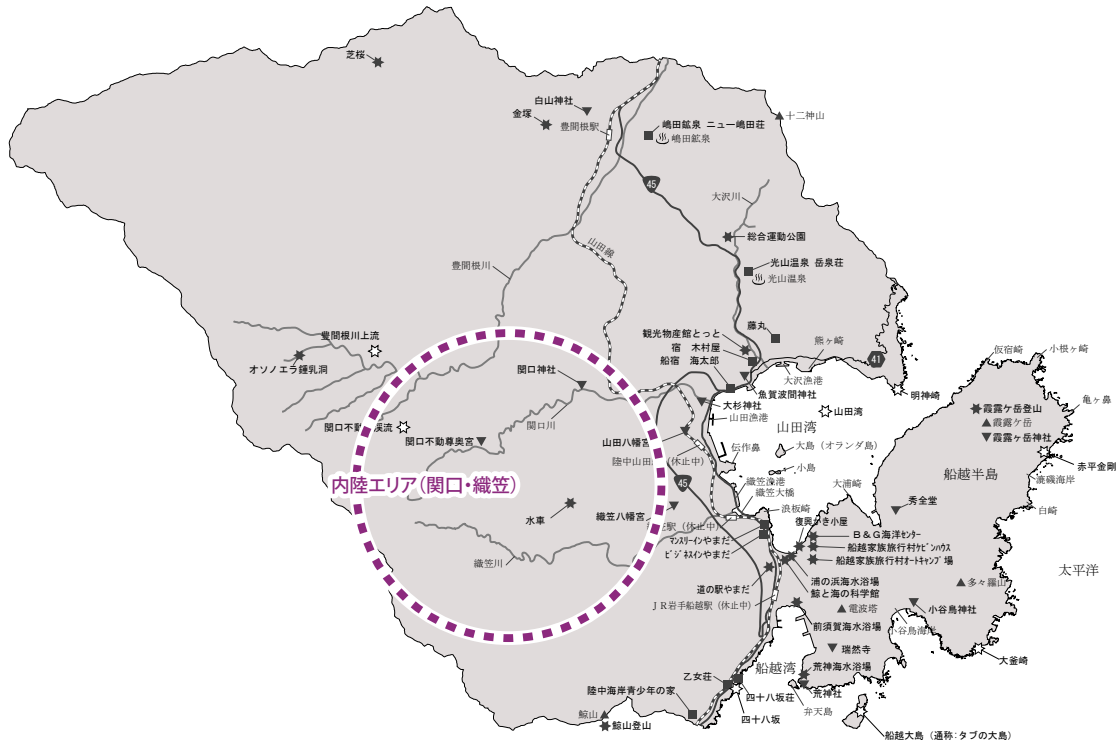 芝桜
白山神社
金塚
豊間根駅
嶋田鉱泉 ニュー嶋田荘
嶋田鉱泉
十二神山
45
大沢川
総合運動公園
山田線
豊間根川
光山温泉 岳泉荘
光山温泉
豊間根川上流
オソノエラ鍾乳洞
観光物産館とっと
藤丸
宿 木村屋
船宿 海太郎
熊ヶ崎
41
仮宿崎
小根ヶ崎
関口神社
大沢漁港
魚賀波間神社
明神崎
大杉神社
山田漁港
山田湾
山田湾
霞露ケ岳登山
霞露ケ岳
霞露ヶ岳神社
亀ヶ鼻
関口川
関口不動
渓流
関口不動尊奥宮
山田八幡宮
陸中山田
(休止中)
伝作鼻
大島(オランダ島)
小島
船越半島
赤平金剛
漉磯海岸
内陸エリア(関口・織笠)
45
織笠漁港
織笠大橋
大浦崎
浪板崎
秀全堂
白崎
水車
織笠八幡宮
駅(休止中)
復興かき小屋
B&G海洋センター
マンスリーインやまだ
ビジネスインやまだ
船越家族旅行村ケビンハウス
船越家族旅行村オートキャンプ場
織笠川
太平洋
道の駅やまだ
浦の浜海水浴場
鯨と海の科学館
多々羅山
JR岩手船越駅(休止中)
電波塔
小谷鳥神社
前須賀海水浴場
小谷鳥海岸
瑞然寺
大釜崎
船越湾
荒神海水浴場
乙女荘
陸中海岸青少年の家
四十八坂荘
荒神社
弁天島
四十八坂
鯨山
鯨山登山
船越大島(通称:タブの大島)